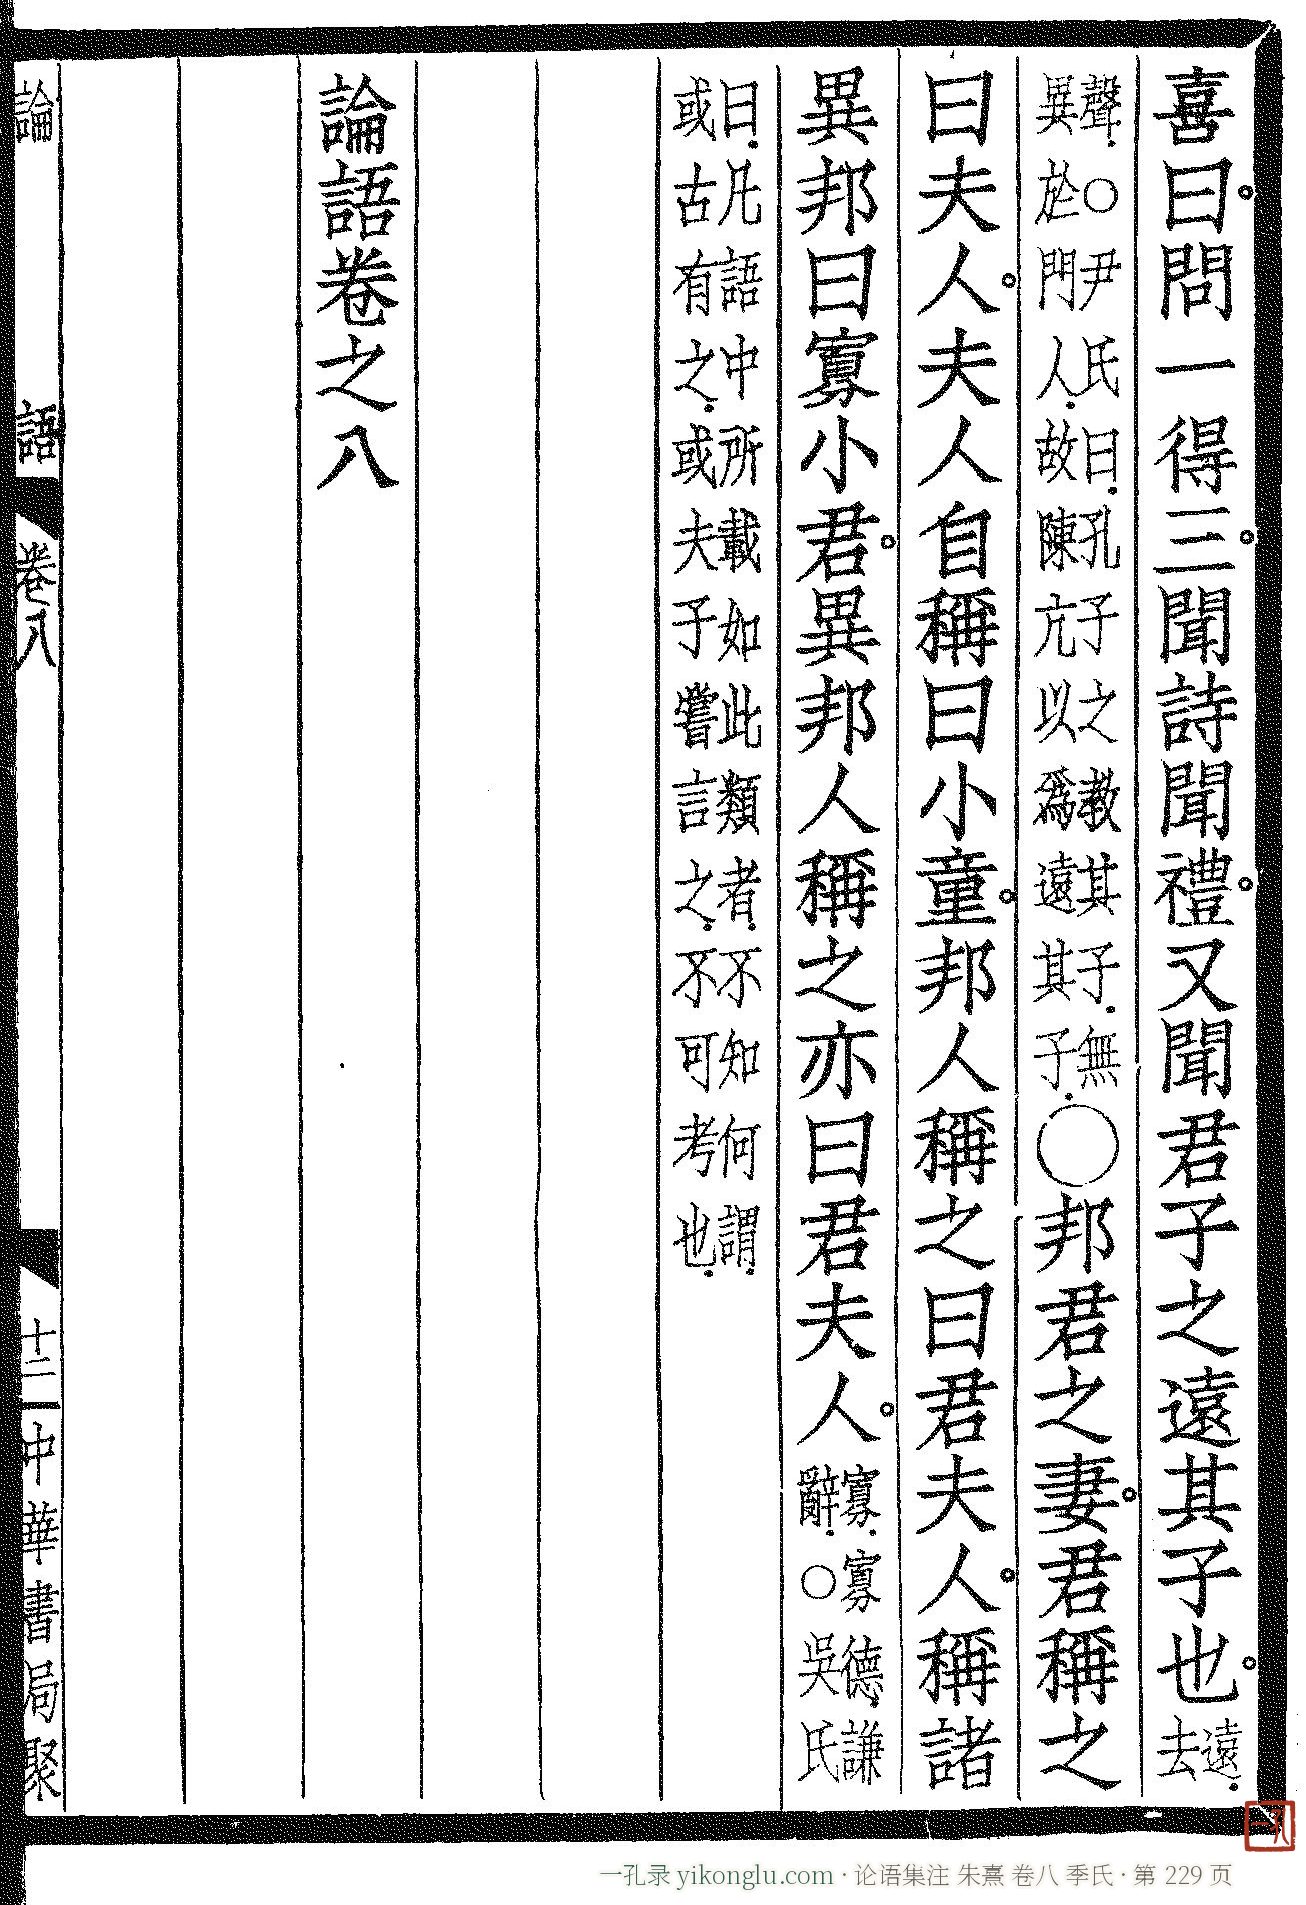 喜曰問一得三聞詩聞禮又聞君子之遠其子也遠去
聲○尹氏曰孔子之教其子無
異於門人故陳亢以爲遠其子○邦君之妻君稱之
曰夫人夫人自稱曰小童邦人稱之曰君夫人稱諸
異邦曰寡小君異邦人稱之亦曰君夫人寡寡德謙
辭○吳氏
曰凡語中所載如此類者不知何謂
或古有之或夫子嘗言之不可考也
論語卷之八
論語 卷八 十二 中華書局聚
一孔录 yikonglu.com · 论语集注 朱熹 卷八 季氏 · 第 229 页